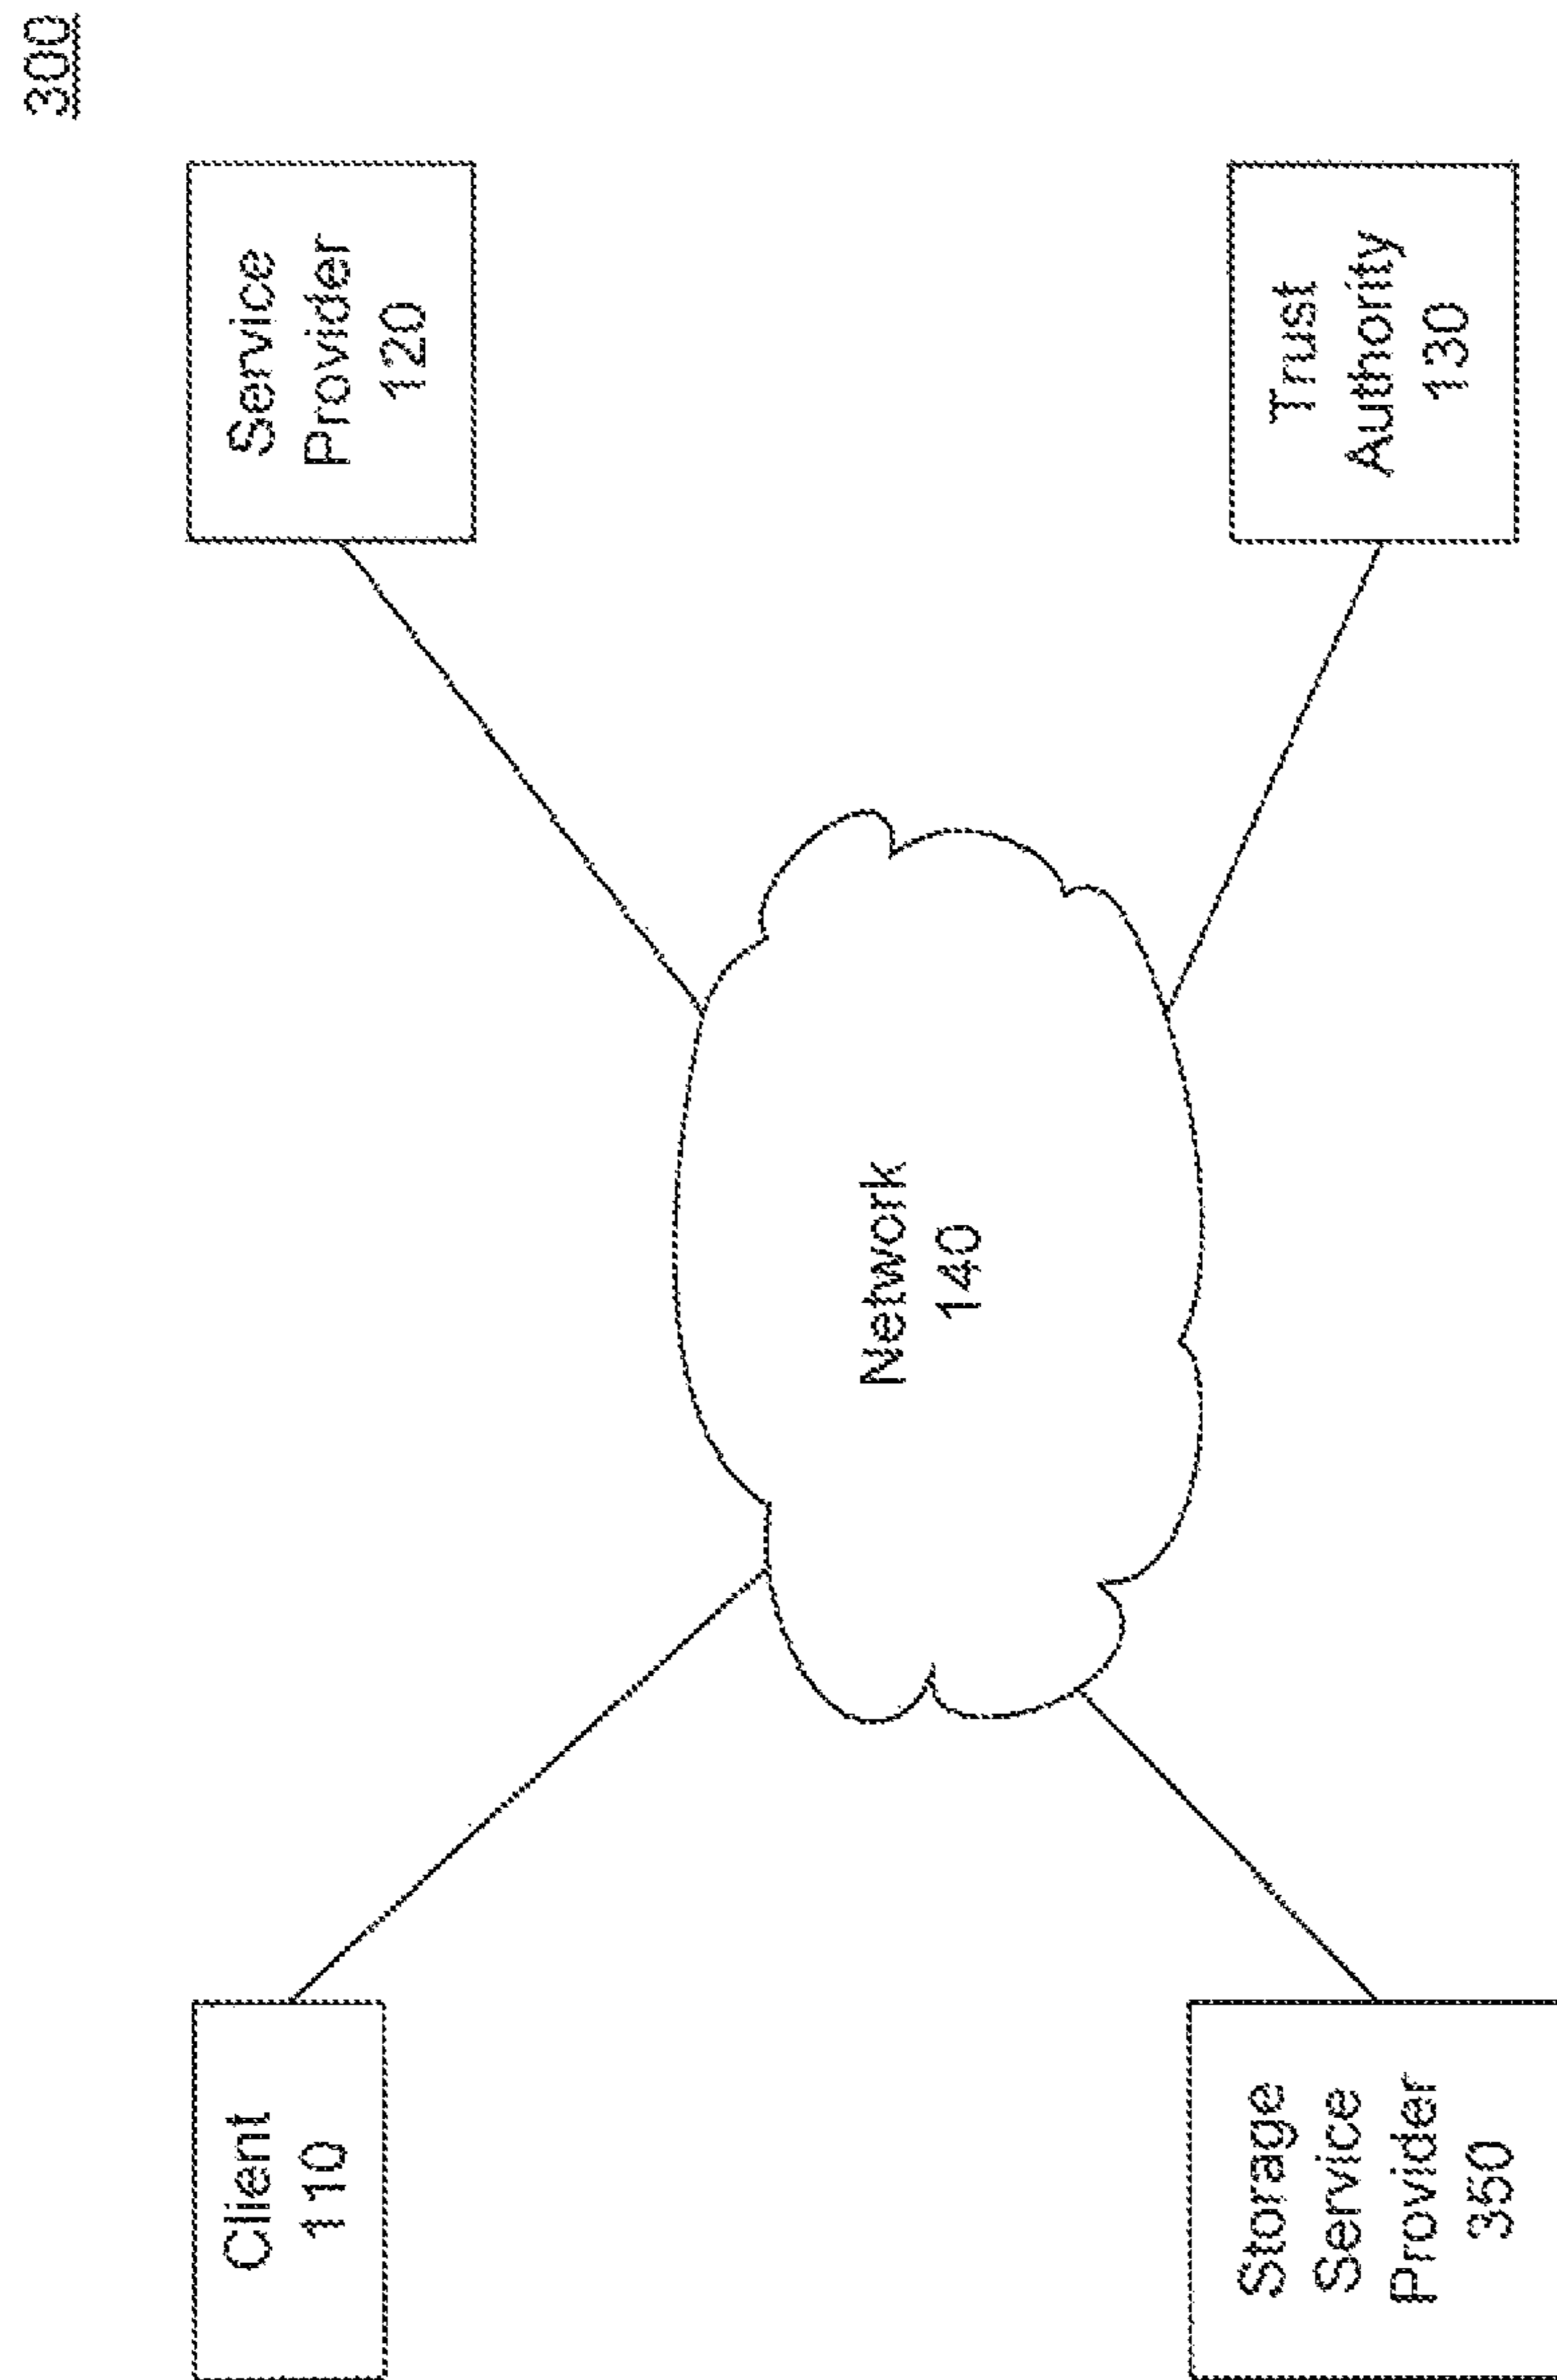 300
Client
110
Service
Provider
120
Network
140
Storage
Service
Provider
350
Trust
Authority
130